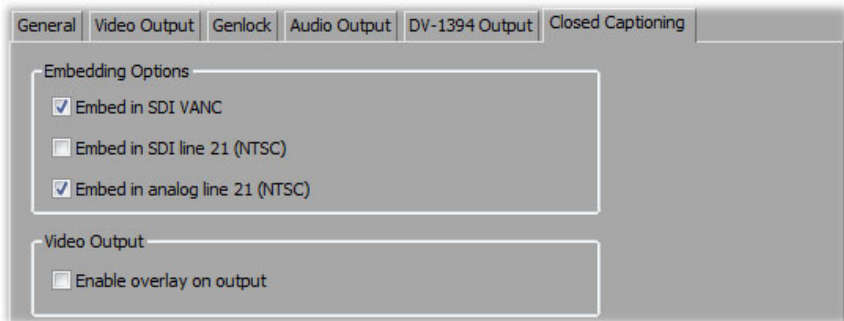 General Video Output Genlock Audio Output DV-1394 Output Closed Captioning
Embedding Options
Embed in SDI VANC
Embed in SDI line 21 (NTSC)
Embed in analog line 21 (NTSC)
Video Output
Enable overlay on output